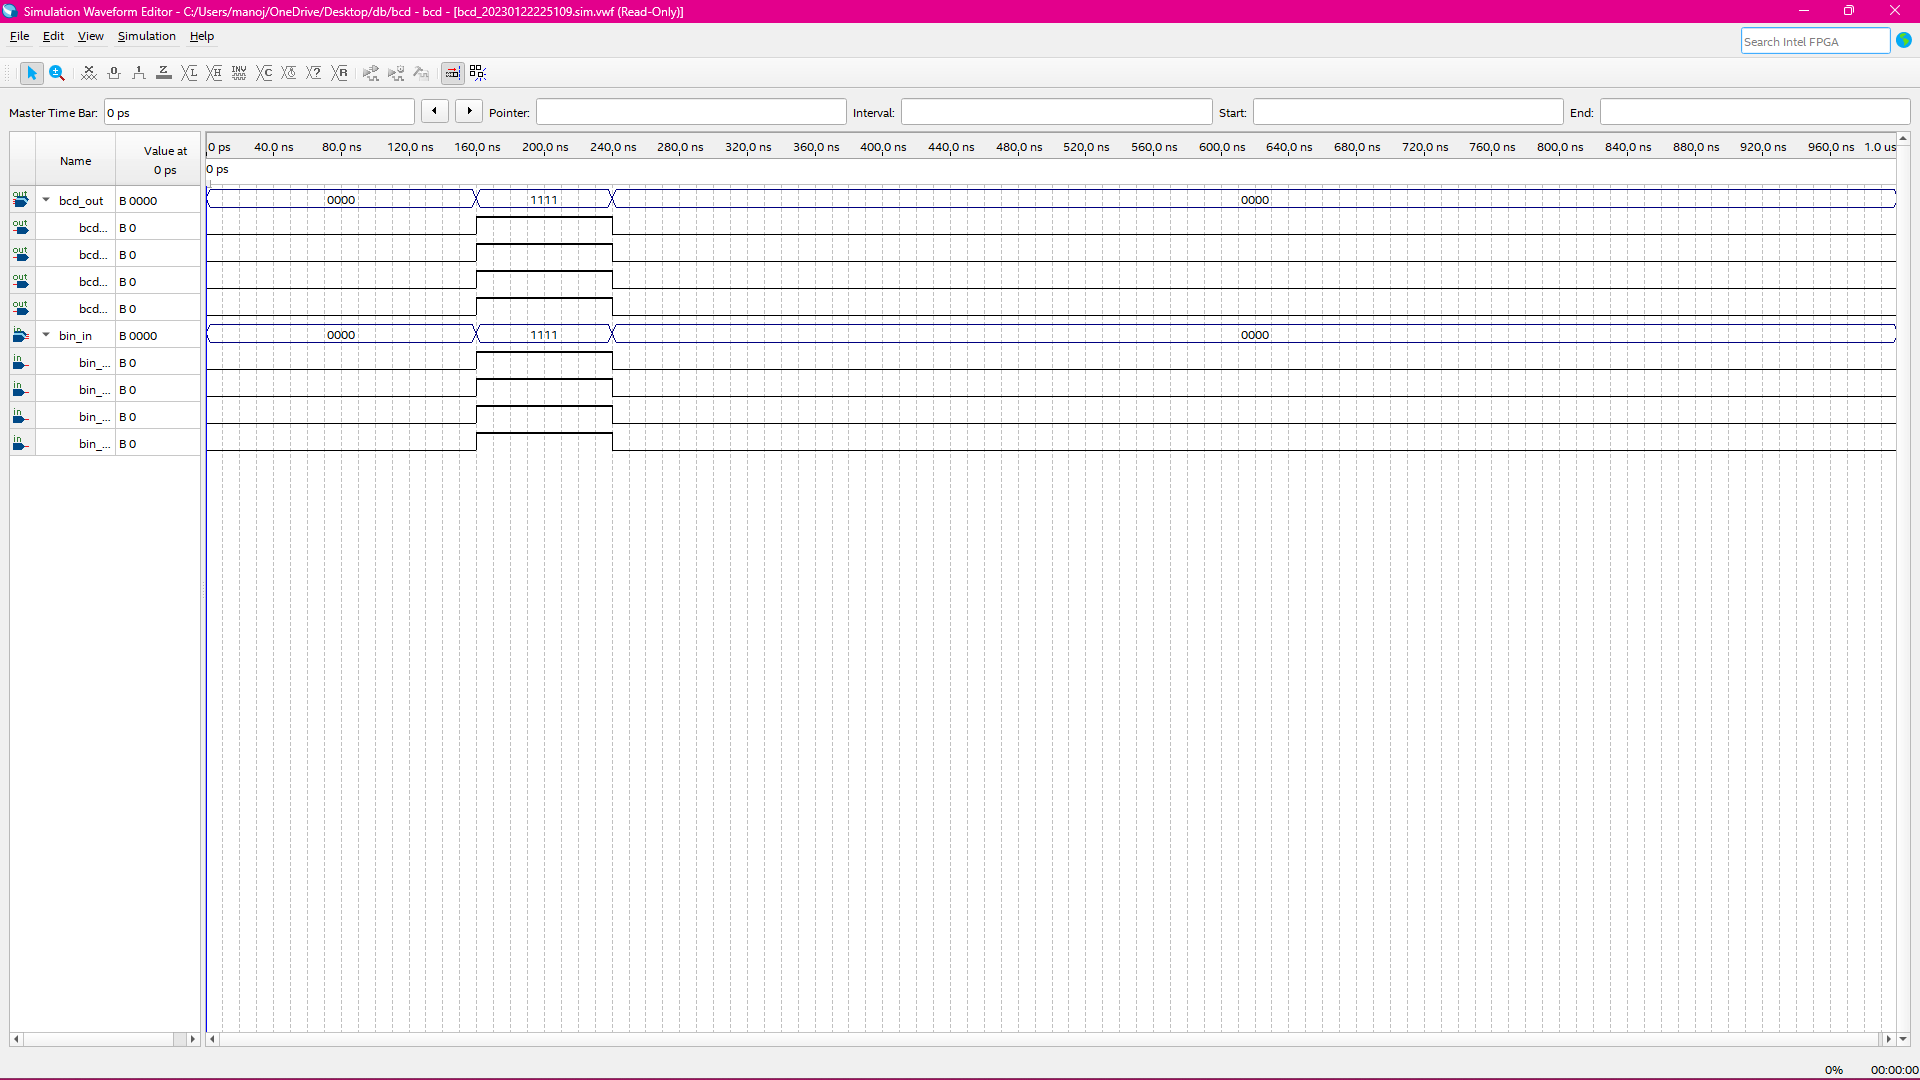 Simulation Waveform Editor - C:/Users/manoj/OneDrive/Desktop/db/bcd - bcd - [bcd_20230122225109.sim.vwf (Read-Only)]
File Edit View Simulation Help
Search Intel FPGA
Master Time Bar: 0 ps Pointer: Interval: Start: End:
Name Value at 0 ps
0 ps 40.0 ns 80.0 ns 120.0 ns 160.0 ns 200.0 ns 240.0 ns 280.0 ns 320.0 ns 360.0 ns 400.0 ns 440.0 ns 480.0 ns 520.0 ns 560.0 ns 600.0 ns 640.0 ns 680.0 ns 720.0 ns 760.0 ns 800.0 ns 840.0 ns 880.0 ns 920.0 ns 960.0 ns 1.0 us
0 ps
out bcd_out B 0000 0000 1111 0000
out bcd... B 0
out bcd... B 0
out bcd... B 0
out bcd... B 0
in bin_in B 0000 0000 1111 0000
in bin_... B 0
in bin_... B 0
in bin_... B 0
in bin_... B 0
0% 00:00:00